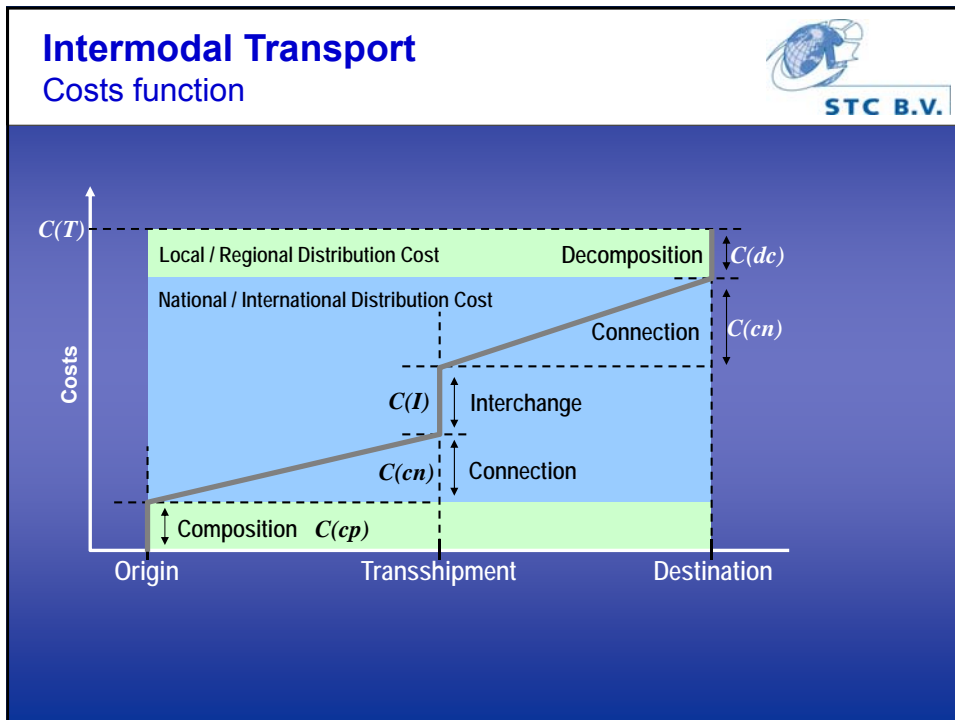 Intermodal Transport
Costs function
STC B.V.
C(T)
Local / Regional Distribution Cost
Decomposition
C(dc)
National / International Distribution Cost
Connection
C(cn)
Costs
C(I)
Interchange
C(cn)
Connection
Composition C(cp)
Origin
Transshipment
Destination